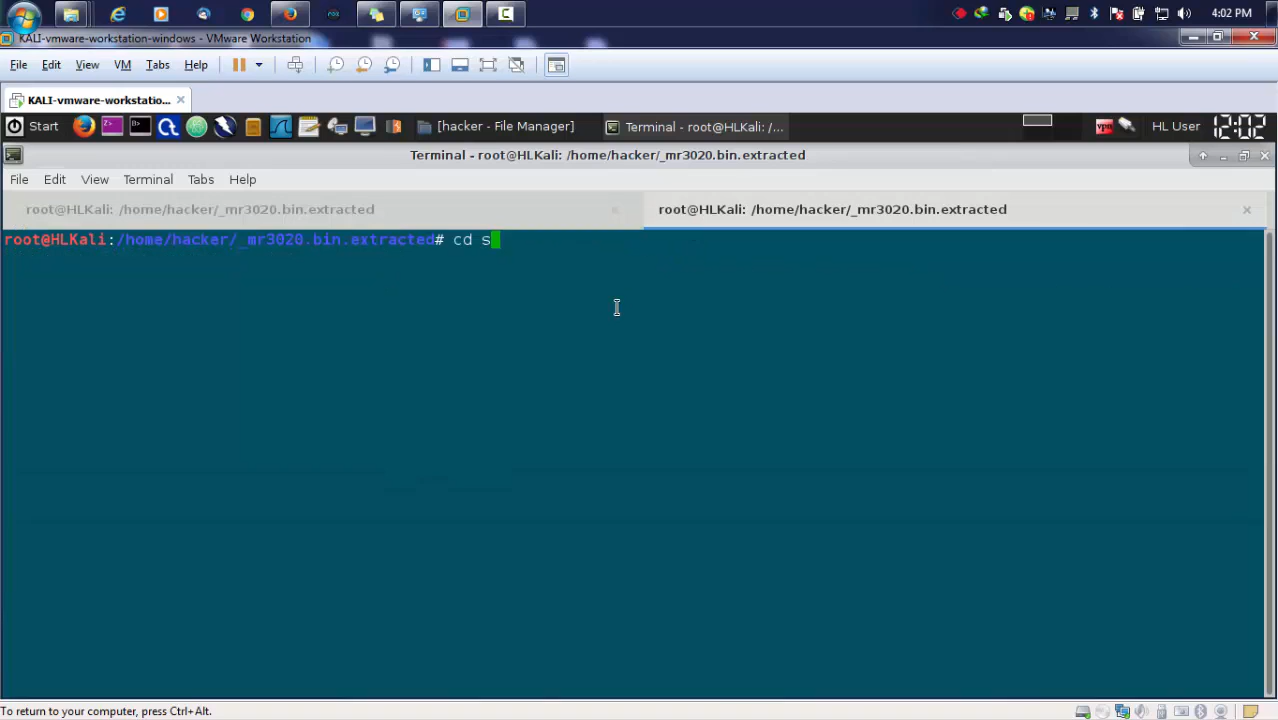 4:02 PM
KALI-vmware-workstation-windows - VMware Workstation
File Edit View VM Tabs Help
KALI-vmware-workstatio...
Start [hacker - File Manager] Terminal - root@HLKali: /... vpn HL User 12:02
Terminal - root@HLKali: /home/hacker/_mr3020.bin.extracted
File Edit View Terminal Tabs Help
root@HLKali: /home/hacker/_mr3020.bin.extracted root@HLKali: /home/hacker/_mr3020.bin.extracted
root@HLKali:/home/hacker/_mr3020.bin.extracted# cd s
To return to your computer, press Ctrl+Alt.